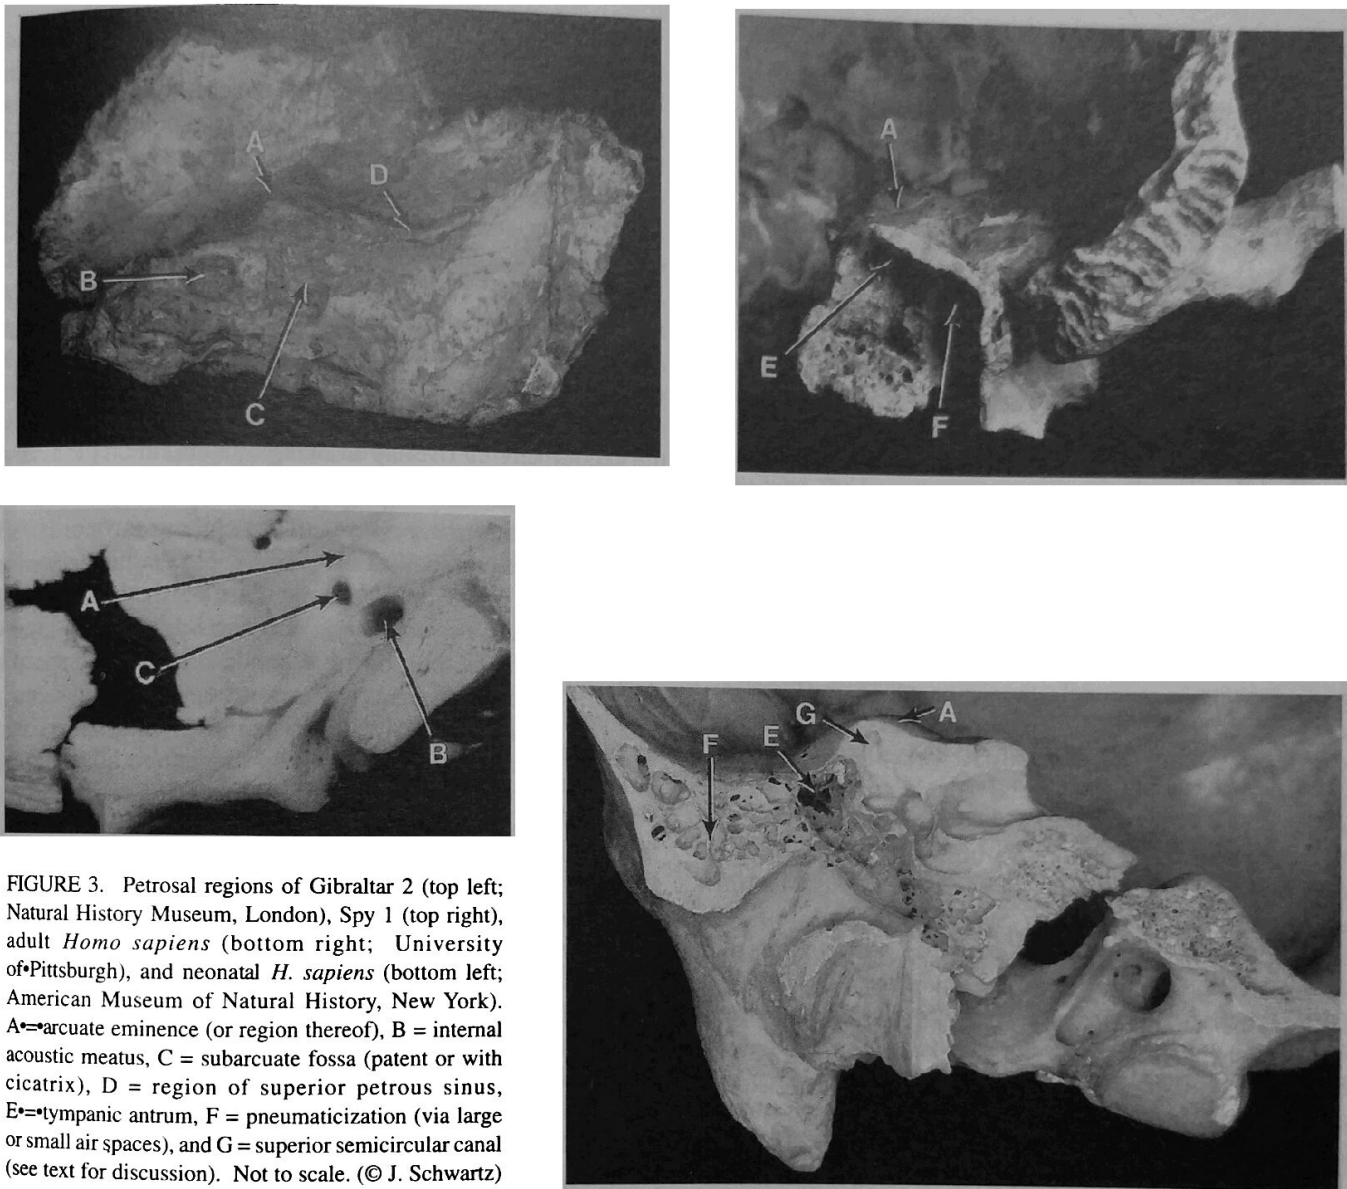 A
D
B
C
A
E
F
A
C
B
G
A
F
E
FIGURE 3. Petrosal regions of Gibraltar 2 (top left;
Natural History Museum, London), Spy 1 (top right),
adult Homo sapiens (bottom right; University
of•Pittsburgh), and neonatal H. sapiens (bottom left;
American Museum of Natural History, New York).
A•=•arcuate eminence (or region thereof), B = internal
acoustic meatus, C = subarcuate fossa (patent or with
cicatrix), D = region of superior petrous sinus,
E•=•tympanic antrum, F = pneumaticization (via large
or small air spaces), and G = superior semicircular canal
(see text for discussion). Not to scale. (© J. Schwartz)